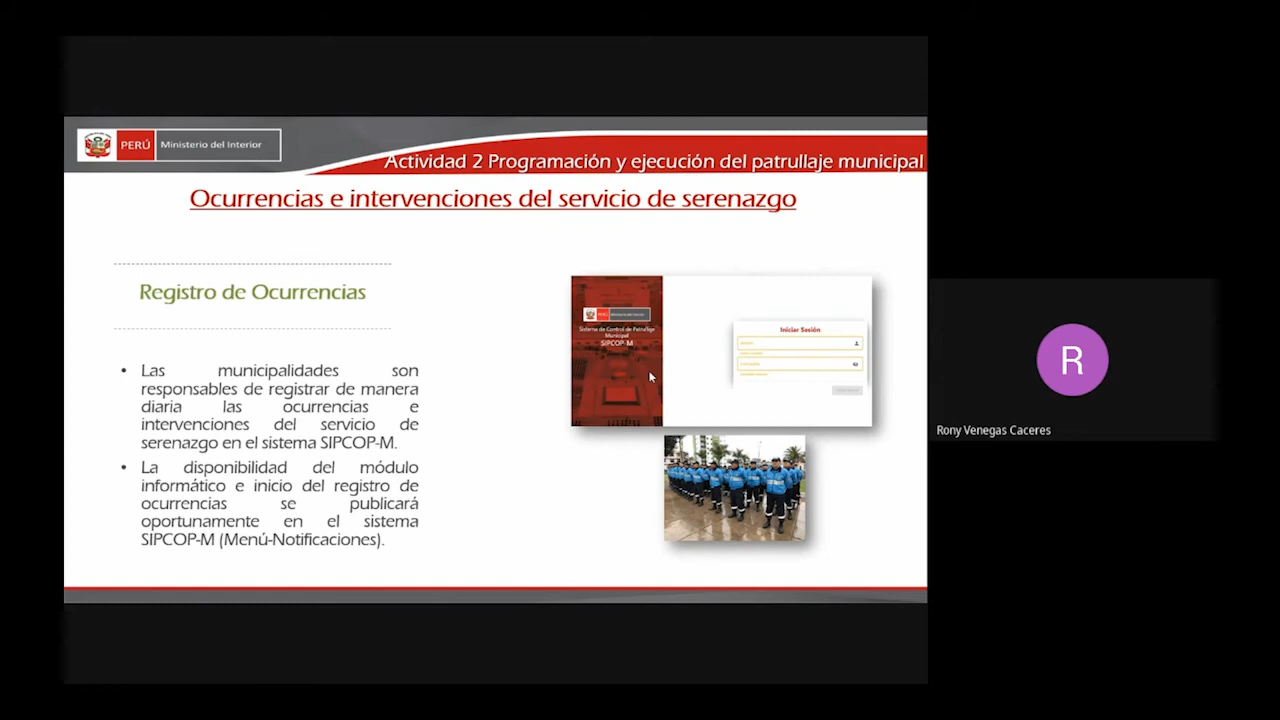 PERÚ
Ministerio del Interior
Actividad 2 Programación y ejecución del patrullaje municipal
Ocurrencias e intervenciones del servicio de serenazgo
Registro de Ocurrencias
• Las municipalidades son
responsables de registrar de manera
diaria las ocurrencias e
intervenciones del servicio de
serenazgo en el sistema SIPCOP-M.
• La disponibilidad del módulo
informático e inicio del registro de
ocurrencias se publicará
oportunamente en el sistema
SIPCOP-M (Menú-Notificaciones).
PERÚ
Sistema de Control de Patrullaje
Municipal
SIPCOP-M
Iniciar Sesión
R
Rony Venegas Caceres